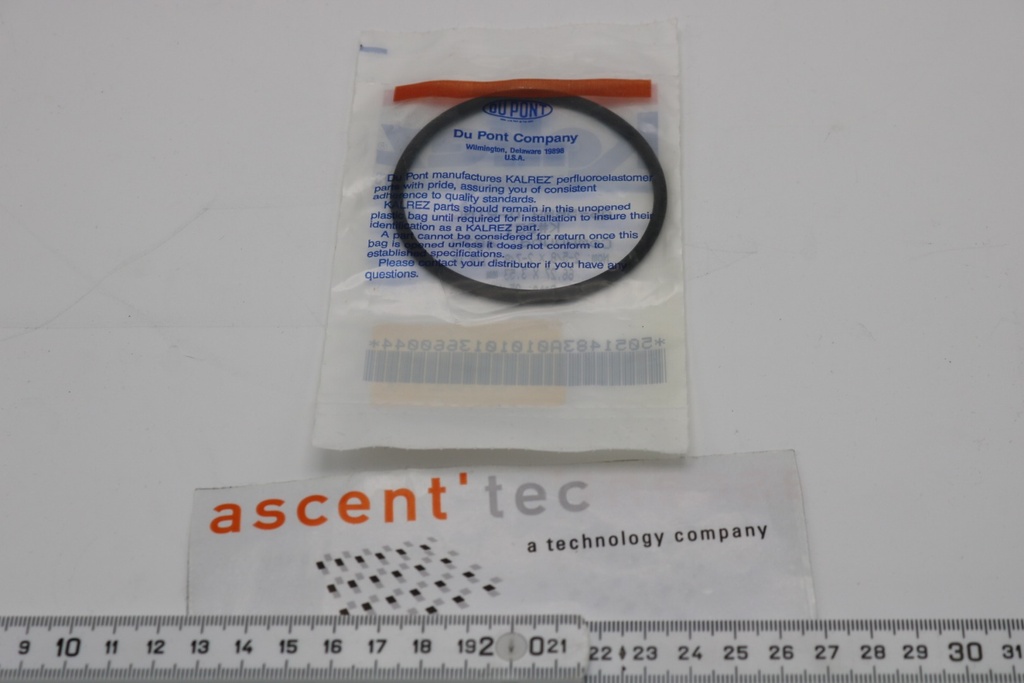 DU PONT
Du Pont Company
Wilmington, Delaware 19898
U.S.A.
Du Pont manufactures KALREZ® perfluoroelastomer
parts with pride, assuring you of consistent
adherence to quality standards.
KALREZ parts should remain in this unopened
plastic bag until required for installation to insure their
identification as a KALREZ part.
A part cannot be considered for return once this
bag is opened unless it does not conform to
established specifications.
Please contact your distributor if you have any
questions.
*5051483A0101013660044*
ascent'tec
a technology company
9 10 11 12 13 14 15 16 17 18 19 20 21 22 23 24 25 26 27 28 29 30 31